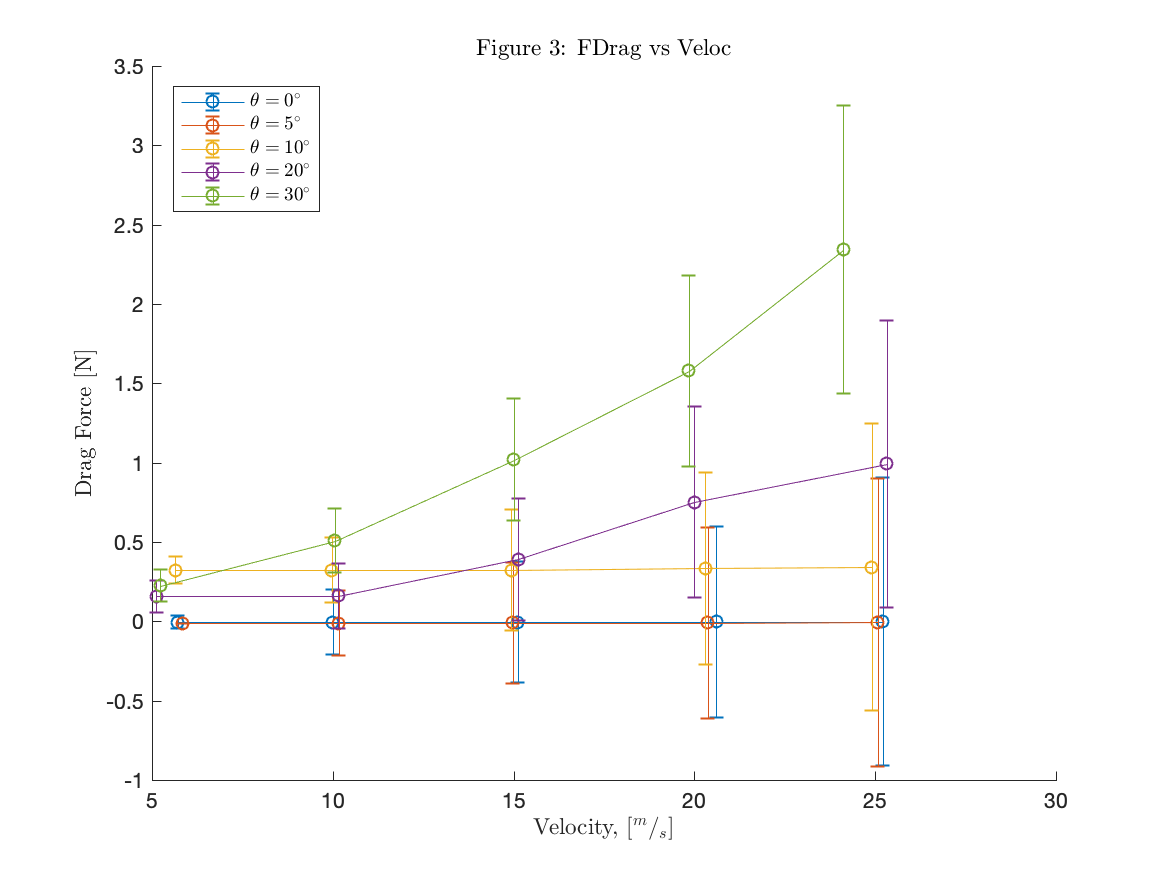 Figure 3: FDrag vs Veloc
3.5
3
2.5
2
1.5
1
0.5
0
-0.5
-1
Drag Force [N]
θ = 0°
θ = 5°
θ = 10°
θ = 20°
θ = 30°
5 10 15 20 25 30
Velocity, [m/s]